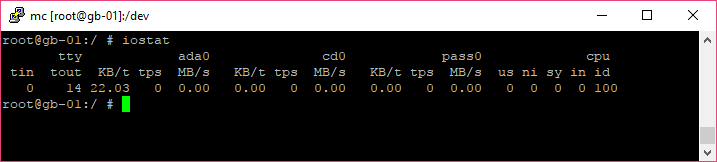 mc [root@gb-01]:/dev
root@gb-01:/ # iostat
       tty            ada0              cd0            pass0             cpu
 tin  tout  KB/t tps  MB/s   KB/t tps  MB/s   KB/t tps  MB/s  us ni sy in id
   0    14 22.03   0  0.00   0.00   0  0.00   0.00   0  0.00   0  0  0  0 100
root@gb-01:/ #